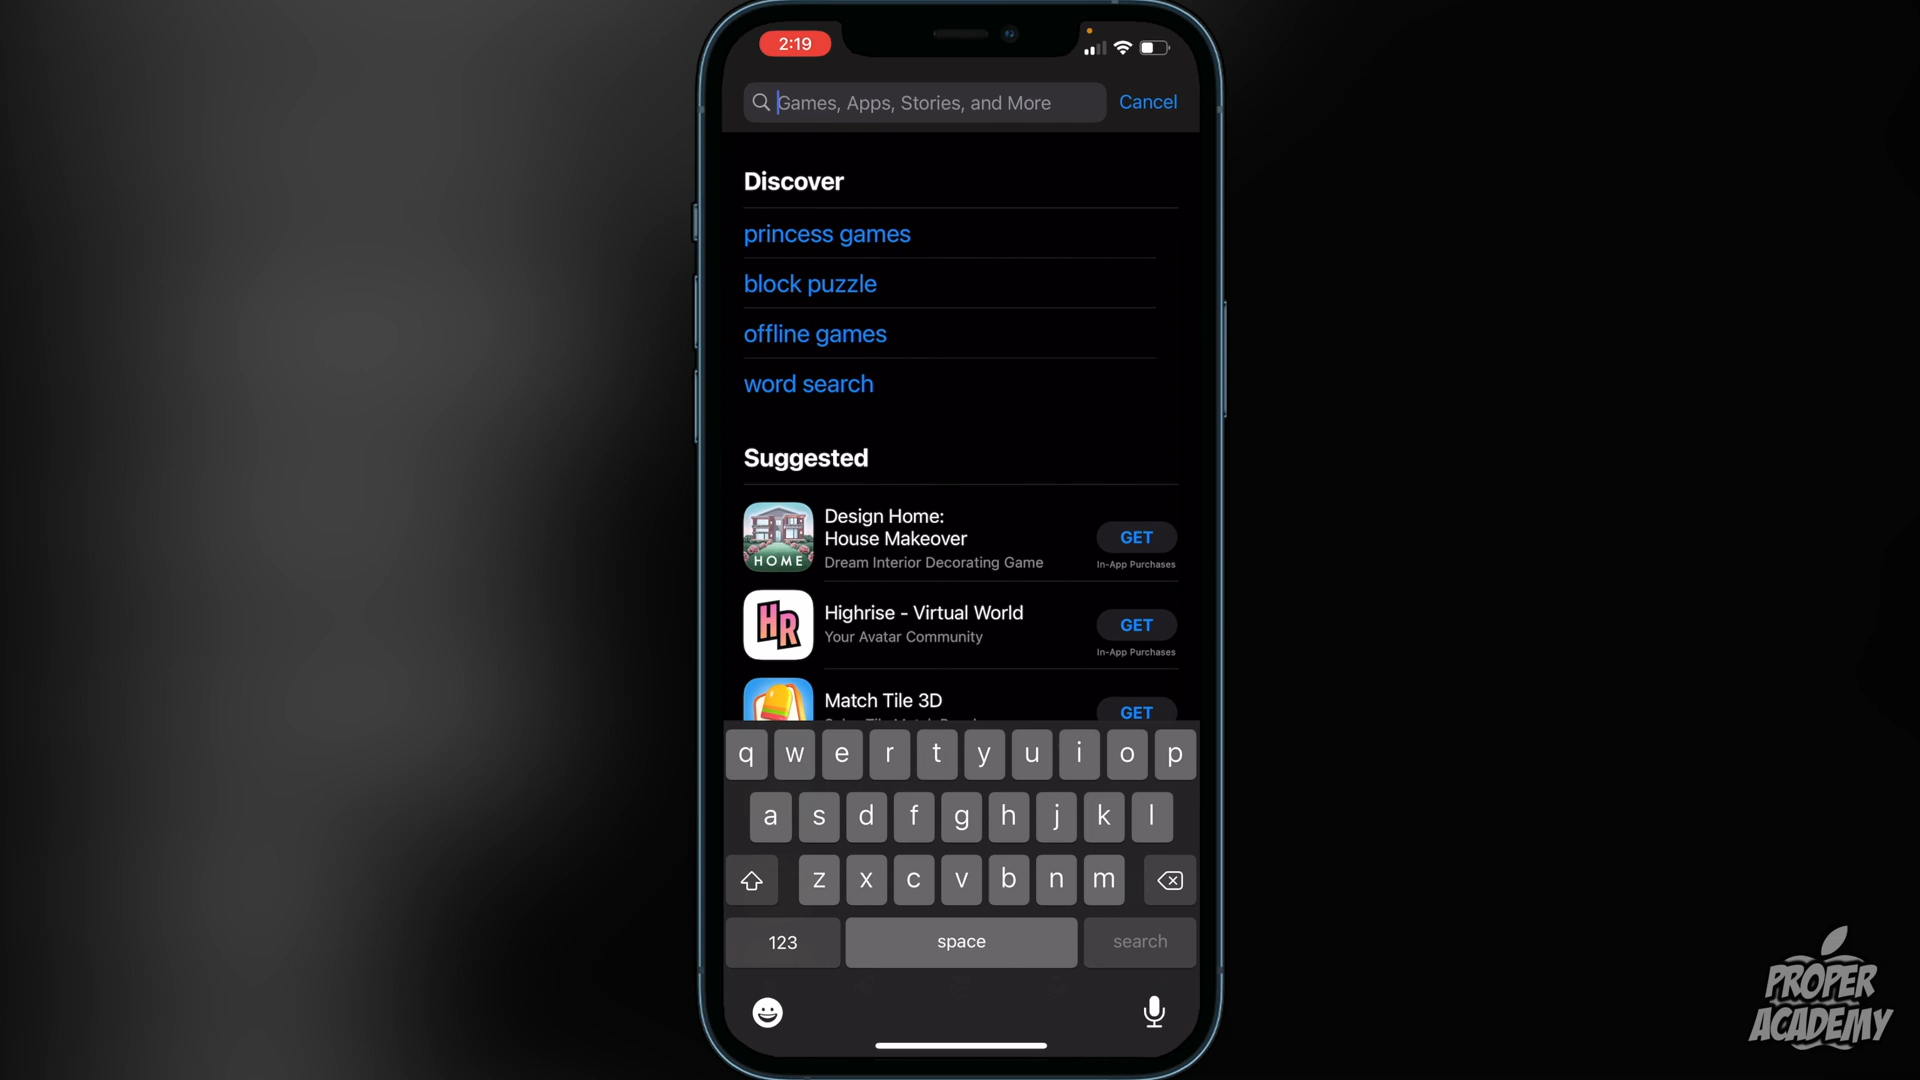 2:19
Games, Apps, Stories, and More
Cancel
Discover
princess games
block puzzle
offline games
word search
Suggested
HOME
Design Home:
House Makeover
Dream Interior Decorating Game
GET
In-App Purchases
HR
Highrise - Virtual World
Your Avatar Community
GET
In-App Purchases
Match Tile 3D
GET
q w e r t y u i o p
a s d f g h j k l
z x c v b n m
123
space
search
PROPER
ACADEMY